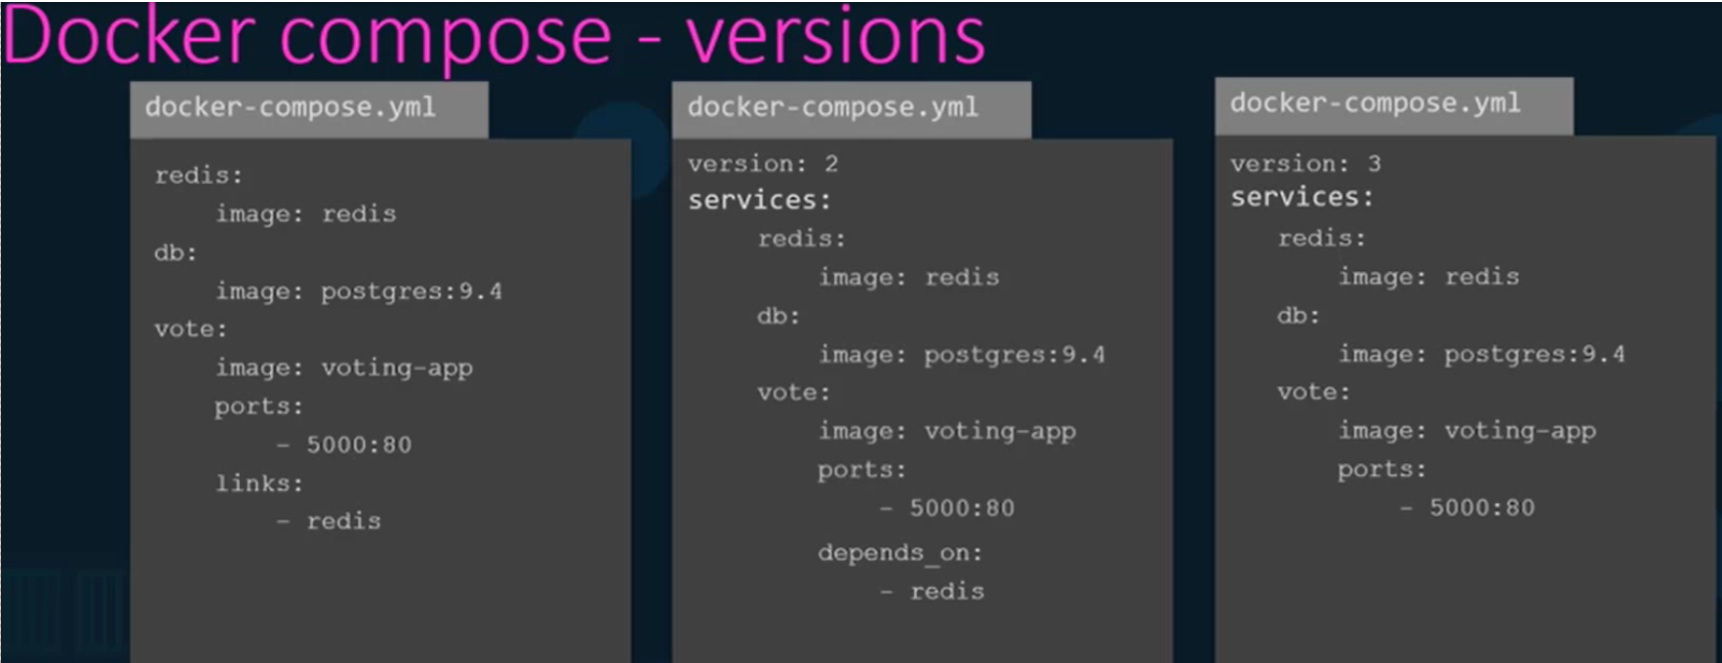 Docker compose - versions
docker-compose.yml
redis:
image: redis
db:
image: postgres:9.4
vote:
image: voting-app
ports:
- 5000:80
links:
- redis
docker-compose.yml
version: 2
services:
redis:
image: redis
db:
image: postgres:9.4
vote:
image: voting-app
ports:
- 5000:80
depends_on:
- redis
docker-compose.yml
version: 3
services:
redis:
image: redis
db:
image: postgres:9.4
vote:
image: voting-app
ports:
- 5000:80